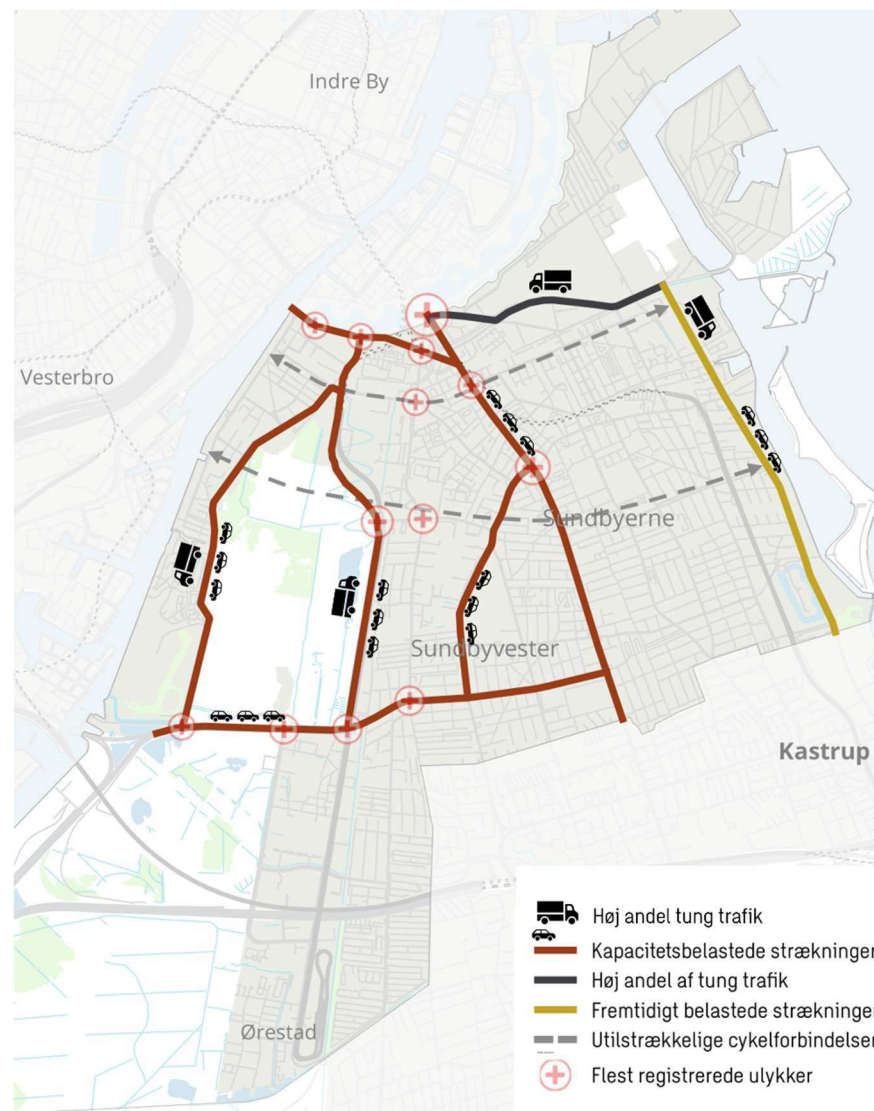 Indre By
Vesterbro
Sundbyerne
Sundbyvester
Kastrup
Ørestad
Høj andel tung trafik
Kapacitetsbelastede strækninger
Høj andel af tung trafik
Fremtidigt belastede strækninger
Utilstrækkelige cykelforbindelser
Flest registrerede ulykker